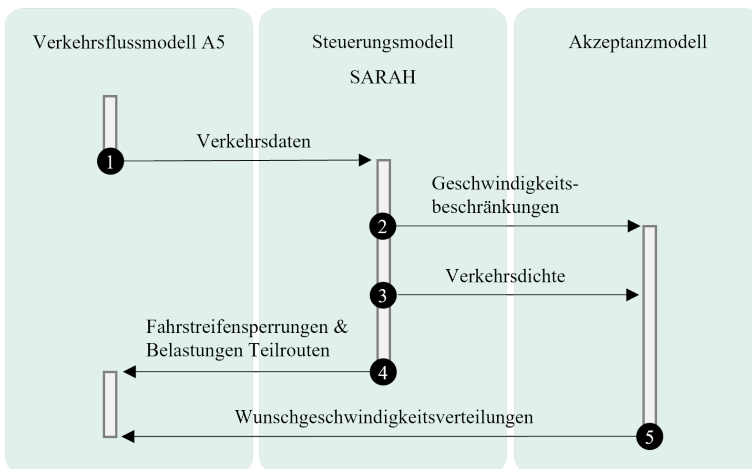 Verkehrsflussmodell A5
Steuerungsmodell
SARAH
Akzeptanzmodell
Verkehrsdaten
1
Geschwindigkeits-
beschränkungen
2
Verkehrsdichte
3
Fahrstreifensperrungen &
Belastungen Teilrouten
4
Wunschgeschwindigkeitsverteilungen
5